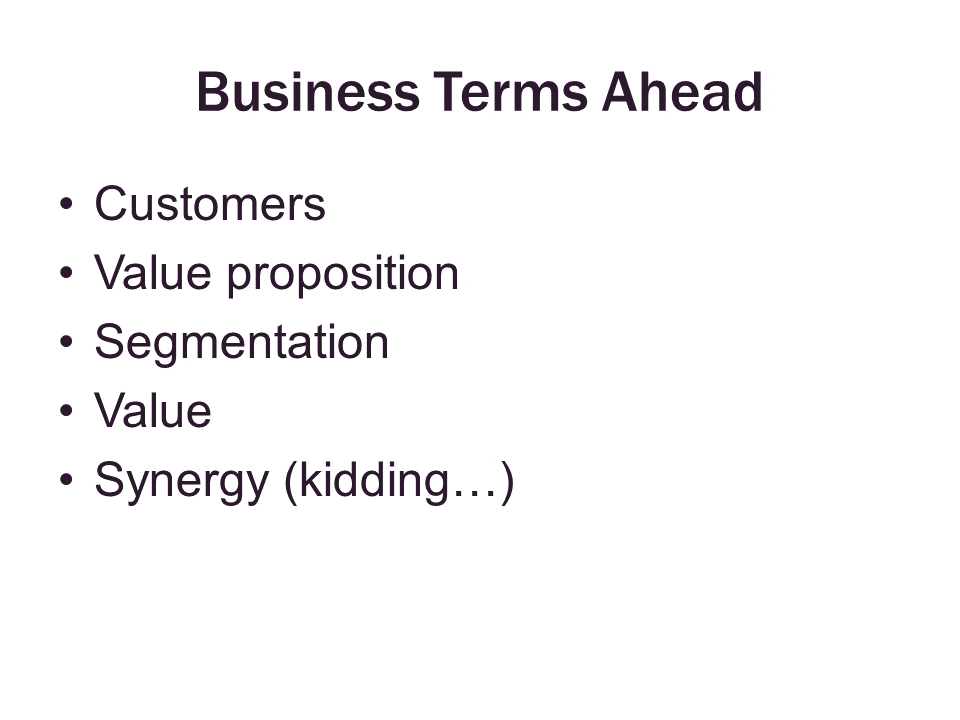 Business Terms Ahead
• Customers
• Value proposition
• Segmentation
• Value
• Synergy (kidding…)